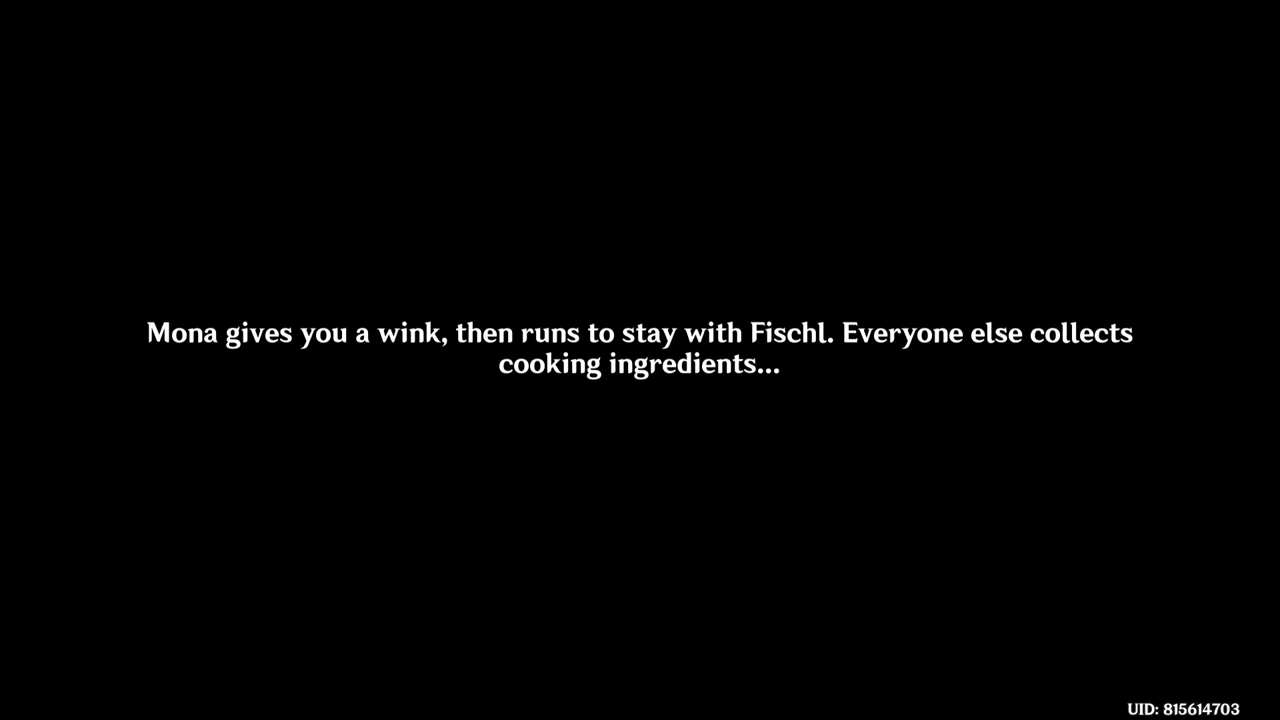 Mona gives you a wink, then runs to stay with Fischl. Everyone else collects
cooking ingredients...
UID: 815614703